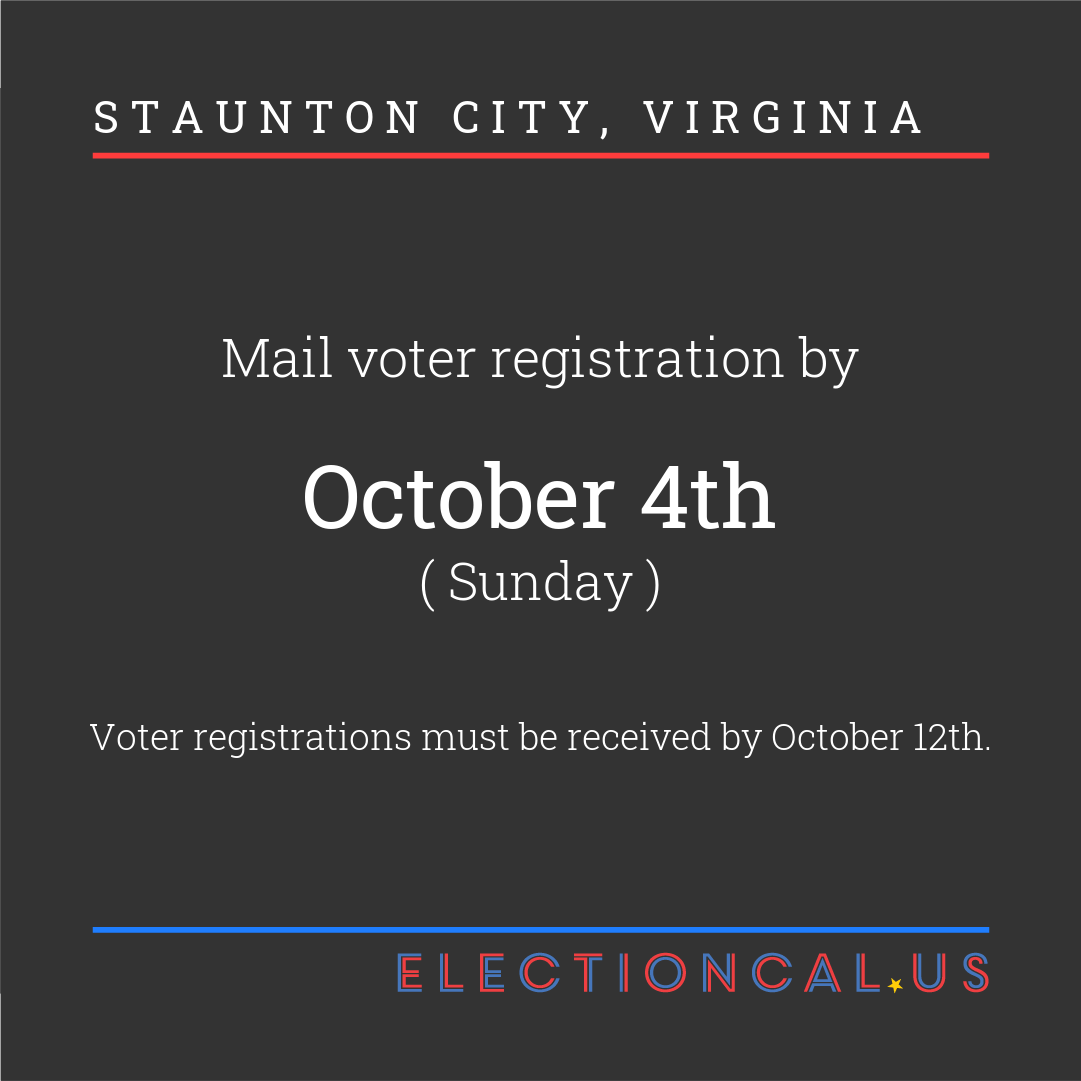 STAUNTON CITY, VIRGINIA
Mail voter registration by
October 4th
( Sunday )
Voter registrations must be received by October 12th.
ELECTIONCAL.US